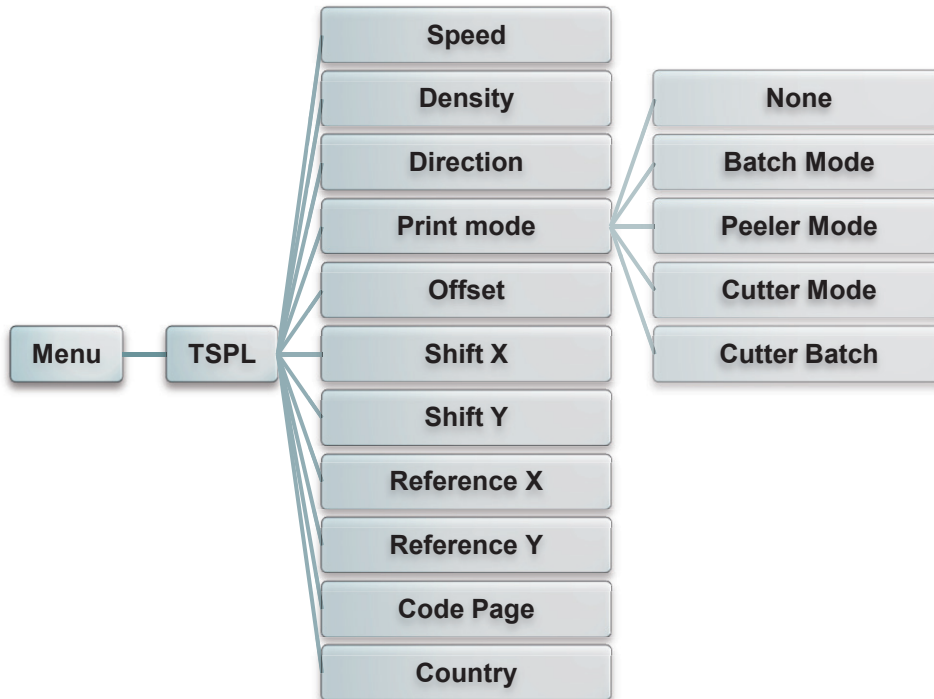 Menu
TSPL
Speed
Density
Direction
Print mode
Offset
Shift X
Shift Y
Reference X
Reference Y
Code Page
Country
None
Batch Mode
Peeler Mode
Cutter Mode
Cutter Batch